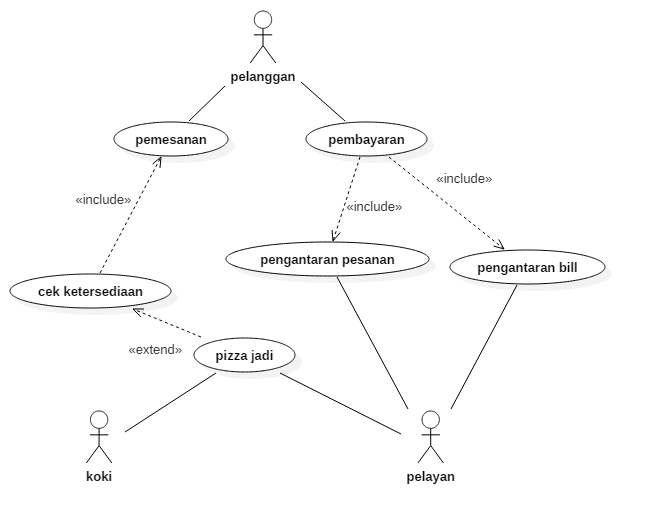 pelanggan
pemesanan
pembayaran
«include»
«include»
«include»
pengantaran pesanan
pengantaran bill
cek ketersediaan
«extend»
pizza jadi
koki
pelayan